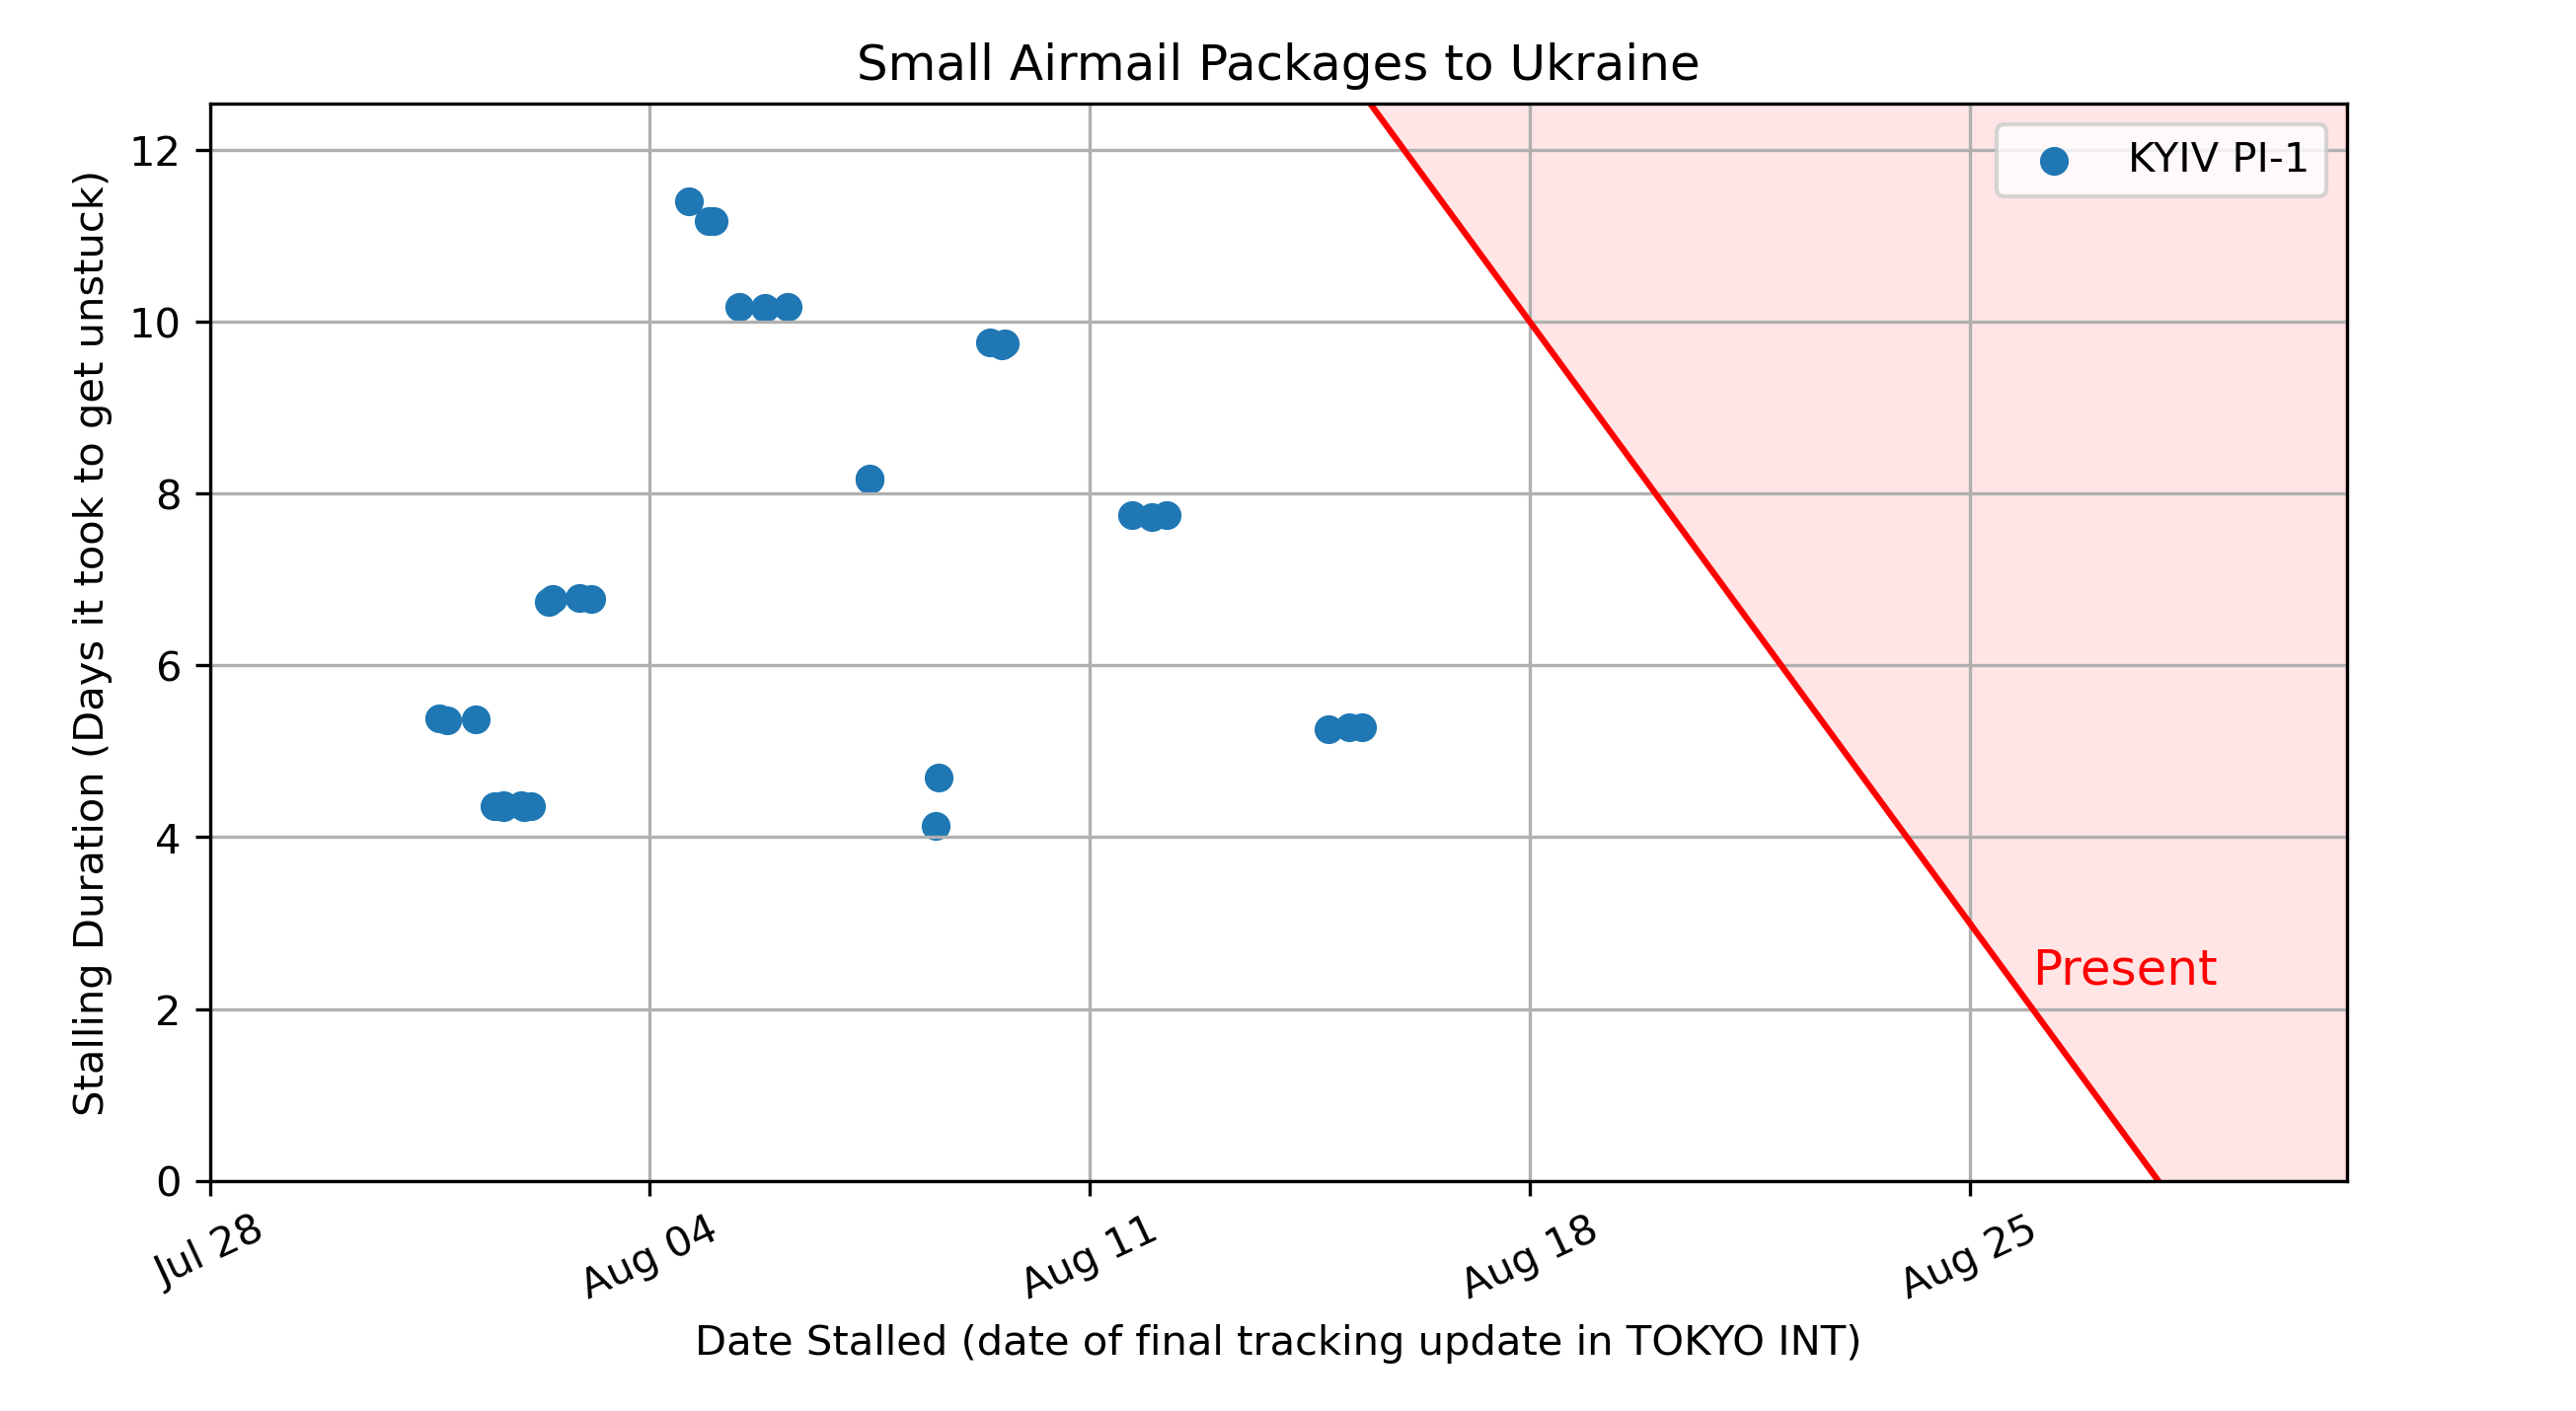 Small Airmail Packages to Ukraine
KYIV PI-1
Stalling Duration (Days it took to get unstuck)
12
10
8
6
4
2
0
Present
Jul 28
Aug 04
Aug 11
Aug 18
Aug 25
Date Stalled (date of final tracking update in TOKYO INT)